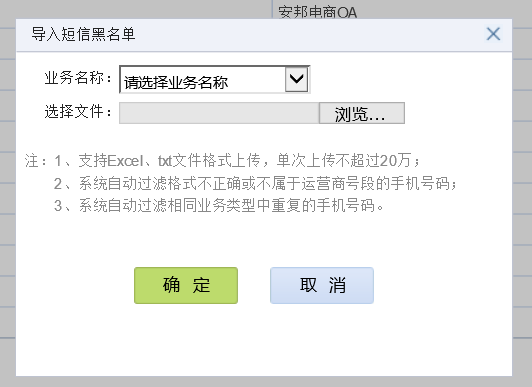 安邦电商OA
导入短信黑名单
业务名称： 请选择业务名称
选择文件： 浏览...
注：1、支持Excel、txt文件格式上传，单次上传不超过20万；
2、系统自动过滤格式不正确或不属于运营商号段的手机号码；
3、系统自动过滤相同业务类型中重复的手机号码。
确 定 取 消